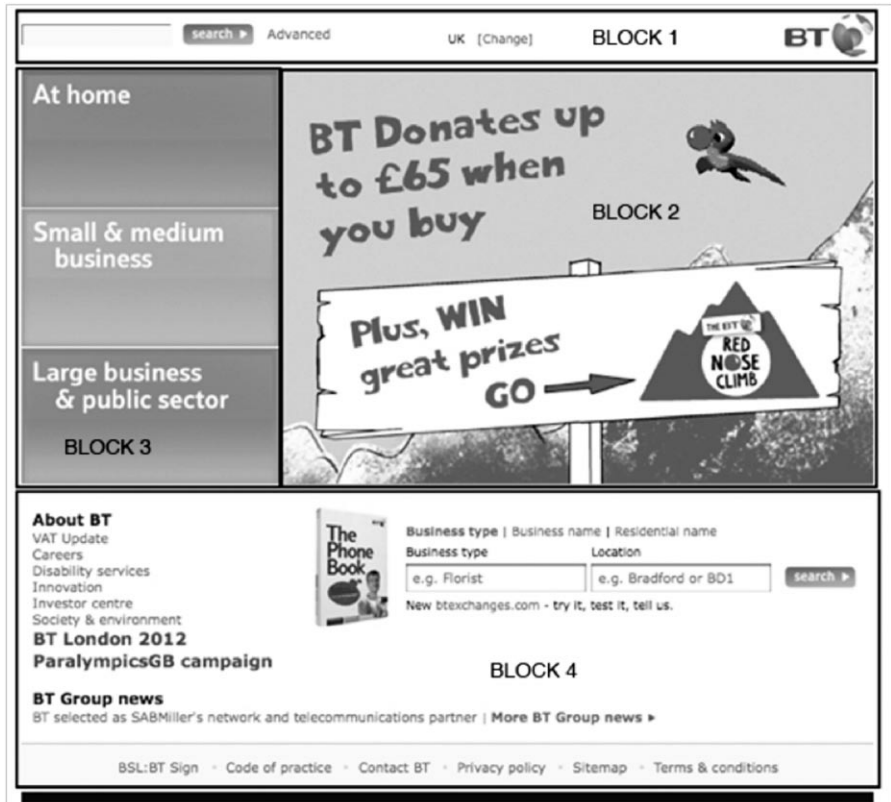 search ▶ Advanced UK [Change] BLOCK 1 BT
At home
Small & medium
business
Large business
& public sector
BLOCK 3
BT Donates up
to £65 when
you buy
BLOCK 2
Plus, WIN
great prizes
GO
THE BT
RED
NOSE
CLIMB
About BT
VAT Update
Careers
Disability services
Innovation
Investor centre
Society & environment
BT London 2012
ParalympicsGB campaign
The
Phone
Book
Business type | Business name | Residential name
Business type Location
e.g. Florist e.g. Bradford or BD1 search ▶
New btexchanges.com - try it, test it, tell us.
BLOCK 4
BT Group news
BT selected as SABMiller's network and telecommunications partner | More BT Group news ▶
BSL:BT Sign • Code of practice • Contact BT • Privacy policy • Sitemap • Terms & conditions